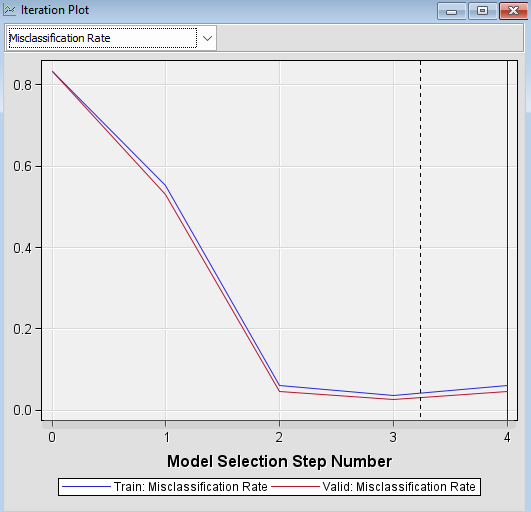 Iteration Plot
Misclassification Rate
0.8
0.6
0.4
0.2
0.0
0 1 2 3 4
Model Selection Step Number
Train: Misclassification Rate Valid: Misclassification Rate